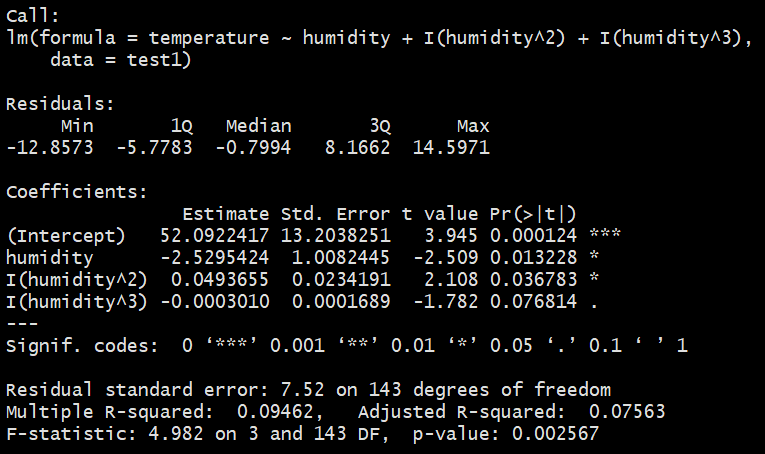 Call:
lm(formula = temperature ~ humidity + I(humidity^2) + I(humidity^3),
    data = test1)

Residuals:
     Min       1Q   Median       3Q      Max
-12.8573  -5.7783  -0.7994   8.1662  14.5971

Coefficients:
                Estimate Std. Error t value Pr(>|t|)
(Intercept)   52.0922417 13.2038251   3.945 0.000124 ***
humidity      -2.5295424  1.0082445  -2.509 0.013228 *
I(humidity^2)  0.0493655  0.0234191   2.108 0.036783 *
I(humidity^3) -0.0003010  0.0001689  -1.782 0.076814 .
---
Signif. codes:  0 ‘***’ 0.001 ‘**’ 0.01 ‘*’ 0.05 ‘.’ 0.1 ‘ ’ 1

Residual standard error: 7.52 on 143 degrees of freedom
Multiple R-squared:  0.09462,   Adjusted R-squared:  0.07563
F-statistic: 4.982 on 3 and 143 DF,  p-value: 0.002567